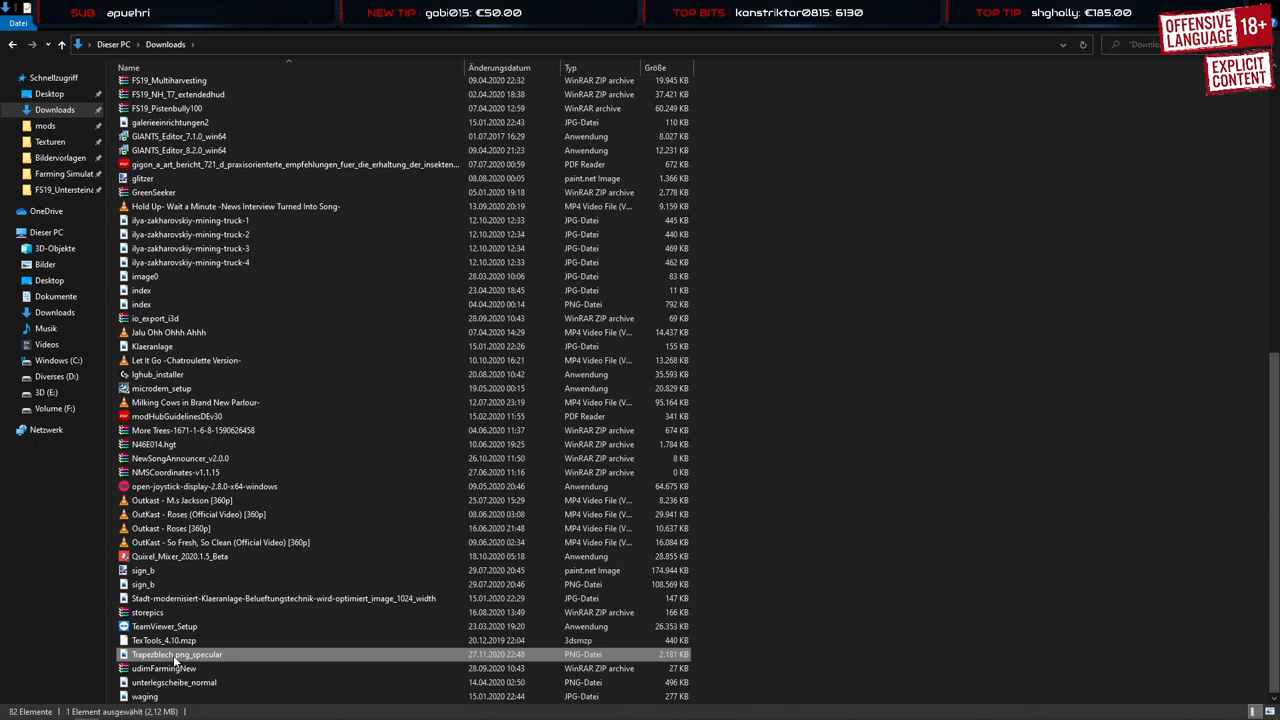 SUB apuehri NEW TIP gobi015: €50.00 TOP BITS konstriktor0815: 6130 TOP TIP shgholly: €185.00
OFFENSIVE LANGUAGE 18+
EXPLICIT CONTENT
Datei
Dieser PC Downloads
Name Änderungsdatum Typ Größe
Schnellzugriff
Desktop
Downloads
mods
Texturen
Bildervorlagen
Farming Simulat
FS19_Unterstein
OneDrive
Dieser PC
3D-Objekte
Bilder
Desktop
Dokumente
Downloads
Musik
Videos
Windows (C:)
Diverses (D:)
3D (E:)
Volume (F:)
Netzwerk
FS19_Multiharvesting 09.04.2020 22:32 WinRAR ZIP archive 19.945 KB
FS19_NH_T7_extendedhud 02.04.2020 18:48 WinRAR ZIP archive 37.421 KB
FS19_Pistenbully100 07.04.2020 12:59 WinRAR archive 60.249 KB
galerieeinrichtungen2 15.01.2020 22:43 JPG-Datei 110 KB
GIANTS_Editor_7.1.0_win64 01.07.2017 16:29 Anwendung 8.027 KB
GIANTS_Editor_8.2.0_win64 09.04.2020 21:23 Anwendung 12.231 KB
gigon_a_art_bericht_721_d_praxisorientierte_empfehlungen_fuer_die_erhaltung_der_insekten... 07.07.2020 00:59 PDF Reader 672 KB
glitzer 08.08.2020 00:05 paint.net Image 1.366 KB
GreenSeeker 05.01.2020 19:18 WinRAR ZIP archive 2.778 KB
Hold Up- Wait a Minute -News Interview Turned Into Song- 13.09.2020 20:19 MP4 Video File (V... 9.159 KB
ilya-zakharovskiy-mining-truck-1 12.10.2020 12:33 JPG-Datei 445 KB
ilya-zakharovskiy-mining-truck-2 12.10.2020 12:33 JPG-Datei 440 KB
ilya-zakharovskiy-mining-truck-3 12.10.2020 12:34 JPG-Datei 469 KB
ilya-zakharovskiy-mining-truck-4 12.10.2020 12:33 JPG-Datei 462 KB
image0 28.03.2020 10:06 JPG-Datei 83 KB
index 23.04.2020 18:45 JPG-Datei 11 KB
index 04.04.2020 00:14 PNG-Datei 792 KB
io_export_i3d 28.09.2020 10:43 WinRAR ZIP archive 69 KB
Jalu Ohh Ohhh Ahhh 07.04.2020 14:29 MP4 Video File (V... 14.437 KB
Klaeranlage 15.01.2020 22:26 JPG-Datei 155 KB
Let It Go -Chatroulette Version- 10.10.2020 16:21 MP4 Video File (V... 13.268 KB
lghub_installer 20.08.2020 10:42 Anwendung 35.593 KB
microdem_setup 19.05.2020 00:15 Anwendung 20.829 KB
Milking Cows in Brand New Parlour- 12.07.2020 23:19 MP4 Video File (V... 95.164 KB
modHubGuidelinesDEv30 15.02.2020 11:55 PDF Reader 341 KB
More Trees-1671-1-6-8-1590626458 04.06.2020 11:37 WinRAR ZIP archive 674 KB
N46E014.hgt 10.06.2020 19:25 WinRAR ZIP archive 1.784 KB
NewSongAnnouncer_v2.0.0 26.10.2020 11:50 WinRAR ZIP archive 8 KB
NMSCoordinates-v1.1.15 27.06.2020 11:16 WinRAR ZIP archive 0 KB
open-joystick-display-2.8.0-x64-windows 09.05.2020 20:46 Anwendung 64.675 KB
Outkast - M.s Jackson [360p] 25.07.2020 15:29 MP4 Video File (V... 8.236 KB
OutKast - Roses (Official Video) [360p] 08.06.2020 03:08 MP4 Video File (V... 29.941 KB
Outkast - Roses [360p] 16.06.2020 21:48 MP4 Video File (V... 10.637 KB
OutKast - So Fresh, So Clean (Official Video) [360p] 09.06.2020 02:34 MP4 Video File (V... 16.084 KB
Quixel_Mixer_2020.1.5_Beta 18.10.2020 05:18 Anwendung 28.855 KB
sign_b 29.07.2020 20:45 paint.net Image 174.944 KB
sign_b 29.07.2020 20:46 PNG-Datei 108.569 KB
Stadt-modernisiert-Klaeranlage-Belueftungstechnik-wird-optimiert_image_1024_width 15.01.2020 22:29 JPG-Datei 147 KB
storepics 16.08.2020 13:49 WinRAR ZIP archive 166 KB
TeamViewer_Setup 23.03.2020 19:20 Anwendung 26.353 KB
TexTools_4.10.mzp 20.12.2019 22:04 3dsmzp 440 KB
Trapezblech.png_specular 27.11.2020 22:48 PNG-Datei 2.181 KB
udimFarmingNew 28.09.2020 10:43 WinRAR ZIP archive 27 KB
unterlegscheibe_normal 14.04.2020 02:50 PNG-Datei 496 KB
waging 15.01.2020 22:44 JPG-Datei 277 KB
82 Elemente 1 Element ausgewählt (2,12 MB)